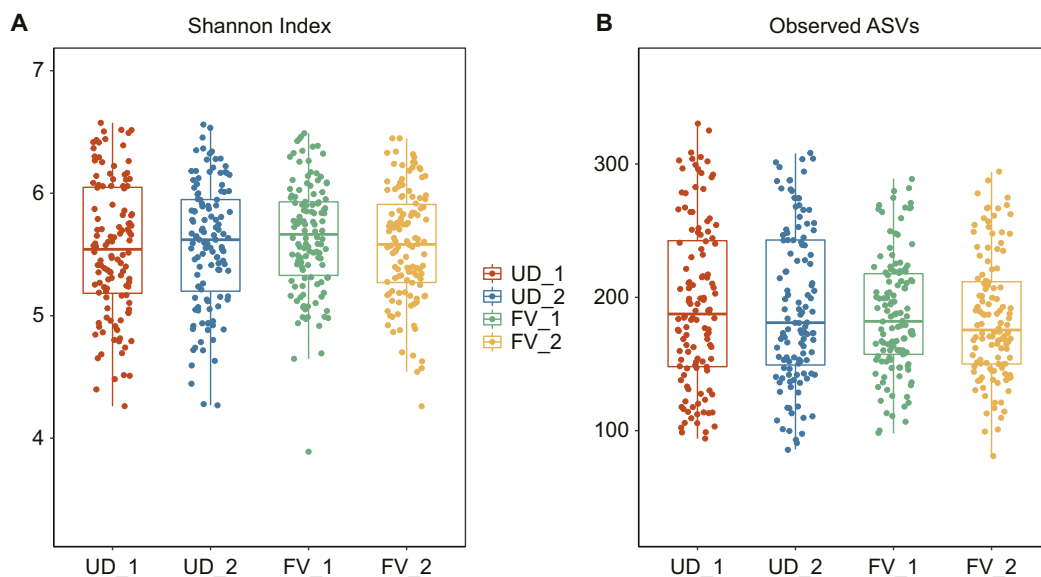 A
Shannon Index
7
6
5
4
UD_1 UD_2 FV_1 FV_2
UD_1
UD_2
FV_1
FV_2
B
Observed ASVs
300
200
100
UD_1 UD_2 FV_1 FV_2